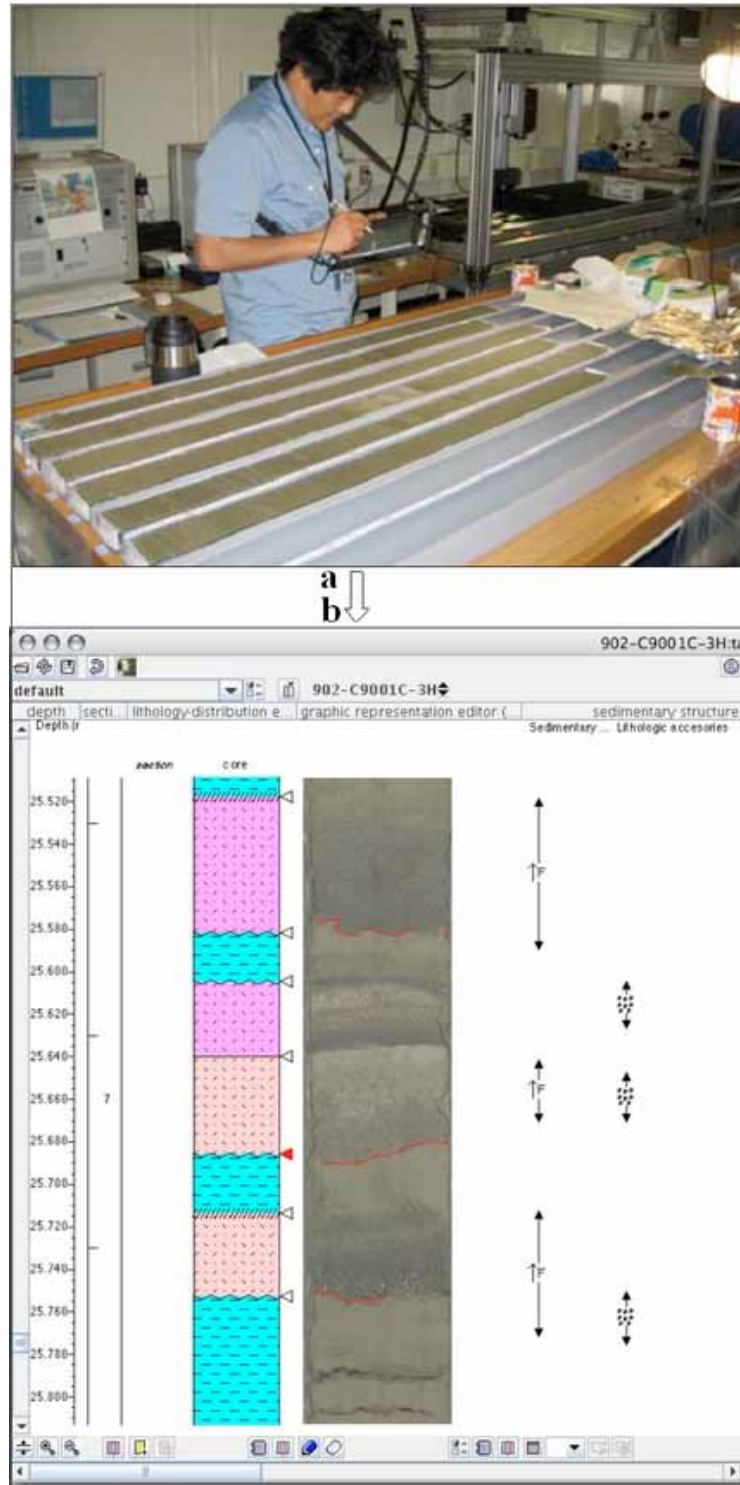 a
b
902-C9001C-3H:ta
default 902-C9001C-3H
depth secti... lithology-distribution e... graphic representation editor ( sedimentary structure
Depth (r Sedimentary ... Lithologic accesories
section core
25.520
25.540
25.560
F
25.580
25.600
25.620
25.640
F
25.660 7
25.680
25.700
25.720
25.740 F
25.760
25.780
25.800